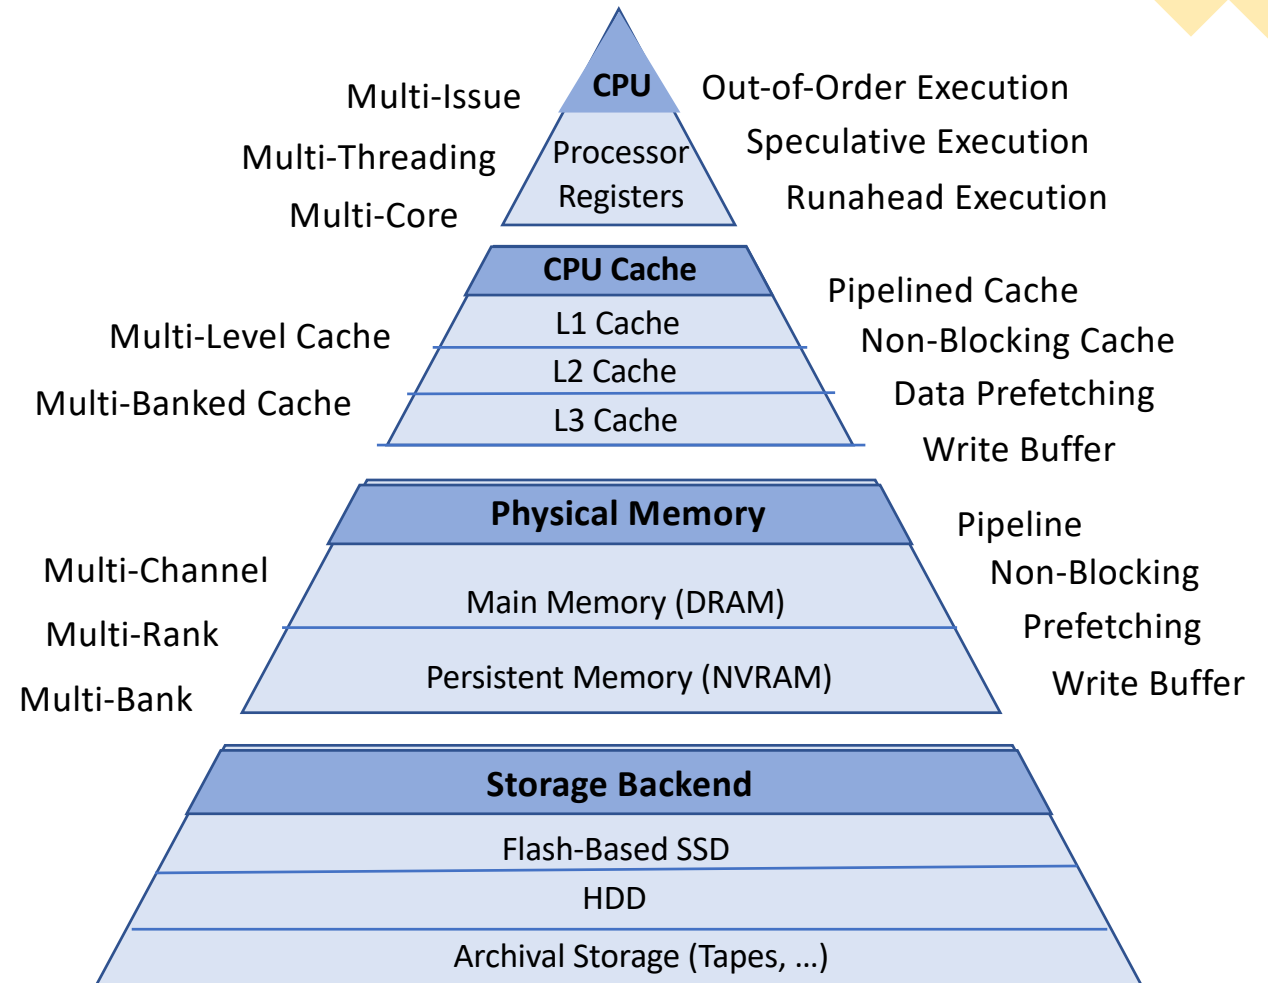 CPU
Multi-Issue
Out-of-Order Execution
Multi-Threading
Processor
Registers
Speculative Execution
Multi-Core
Runahead Execution
CPU Cache
Pipelined Cache
Multi-Level Cache
L1 Cache
Non-Blocking Cache
L2 Cache
Multi-Banked Cache
Data Prefetching
L3 Cache
Write Buffer
Physical Memory
Pipeline
Multi-Channel
Non-Blocking
Main Memory (DRAM)
Multi-Rank
Prefetching
Persistent Memory (NVRAM)
Multi-Bank
Write Buffer
Storage Backend
Flash-Based SSD
HDD
Archival Storage (Tapes, …)